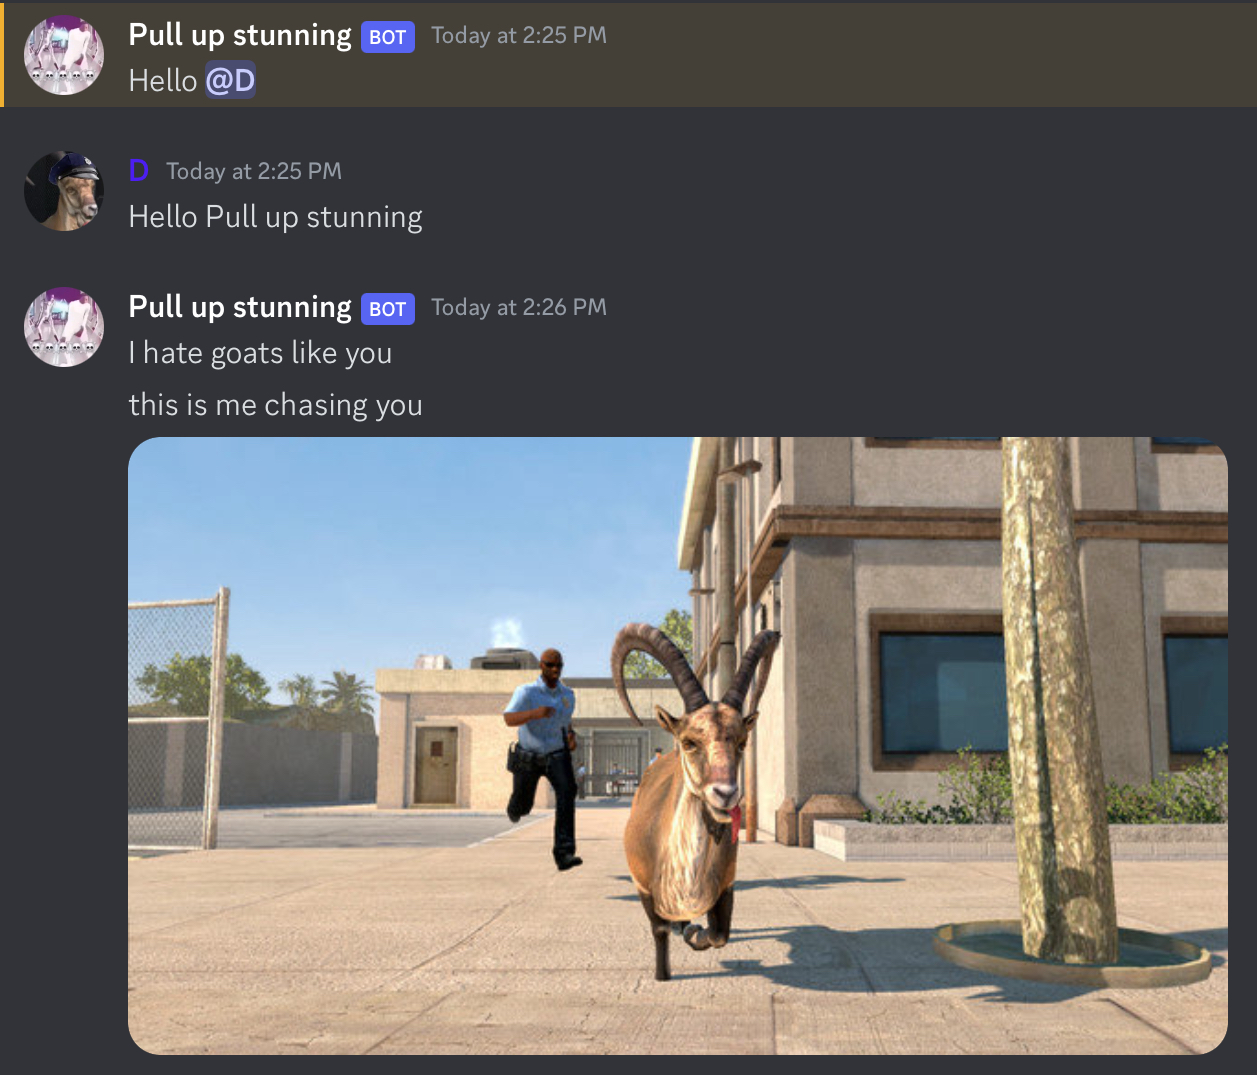 Pull up stunning BOT Today at 2:25 PM
Hello @D
D Today at 2:25 PM
Hello Pull up stunning
Pull up stunning BOT Today at 2:26 PM
I hate goats like you
this is me chasing you